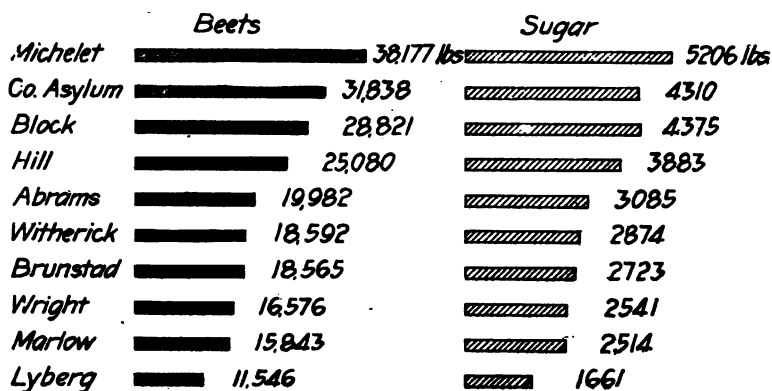 Beets Sugar
Michelet 38,177 lbs 5206 lbs.
Co. Asylum 31,838 4310
Block 28,821 4375
Hill 25,080 3883
Abrams 19,982 3085
Witherick 18,592 2874
Brunstad 18,565 2723
Wright 16,576 2541
Marlow 15,843 2514
Lyberg 11,546 1661